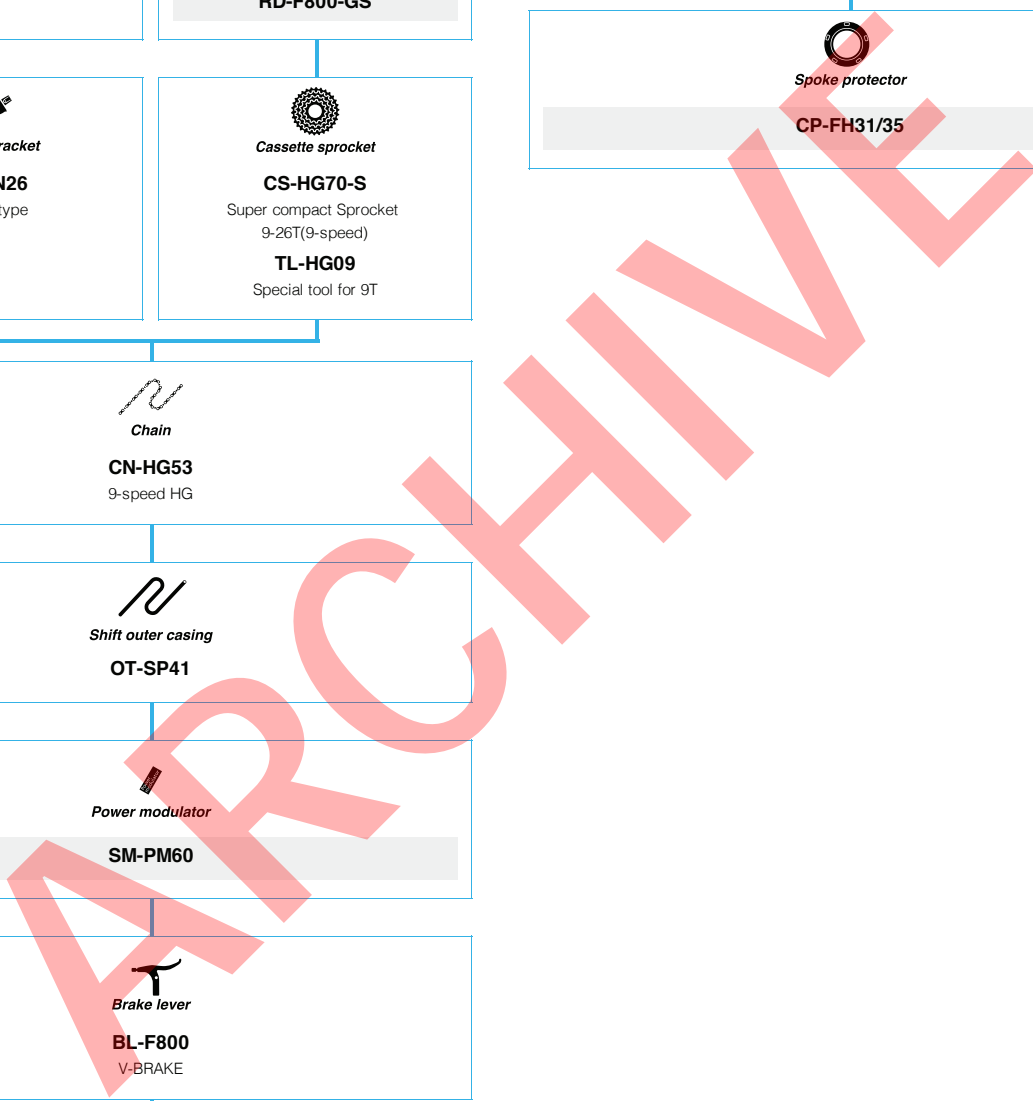 RD-F800-GS
Spoke protector
CP-FH31/35
racket
N26
type
Cassette sprocket
CS-HG70-S
Super compact Sprocket
9-26T(9-speed)
TL-HG09
Special tool for 9T
Chain
CN-HG53
9-speed HG
Shift outer casing
OT-SP41
Power modulator
SM-PM60
Brake lever
BL-F800
V-BRAKE
ARCHIVE